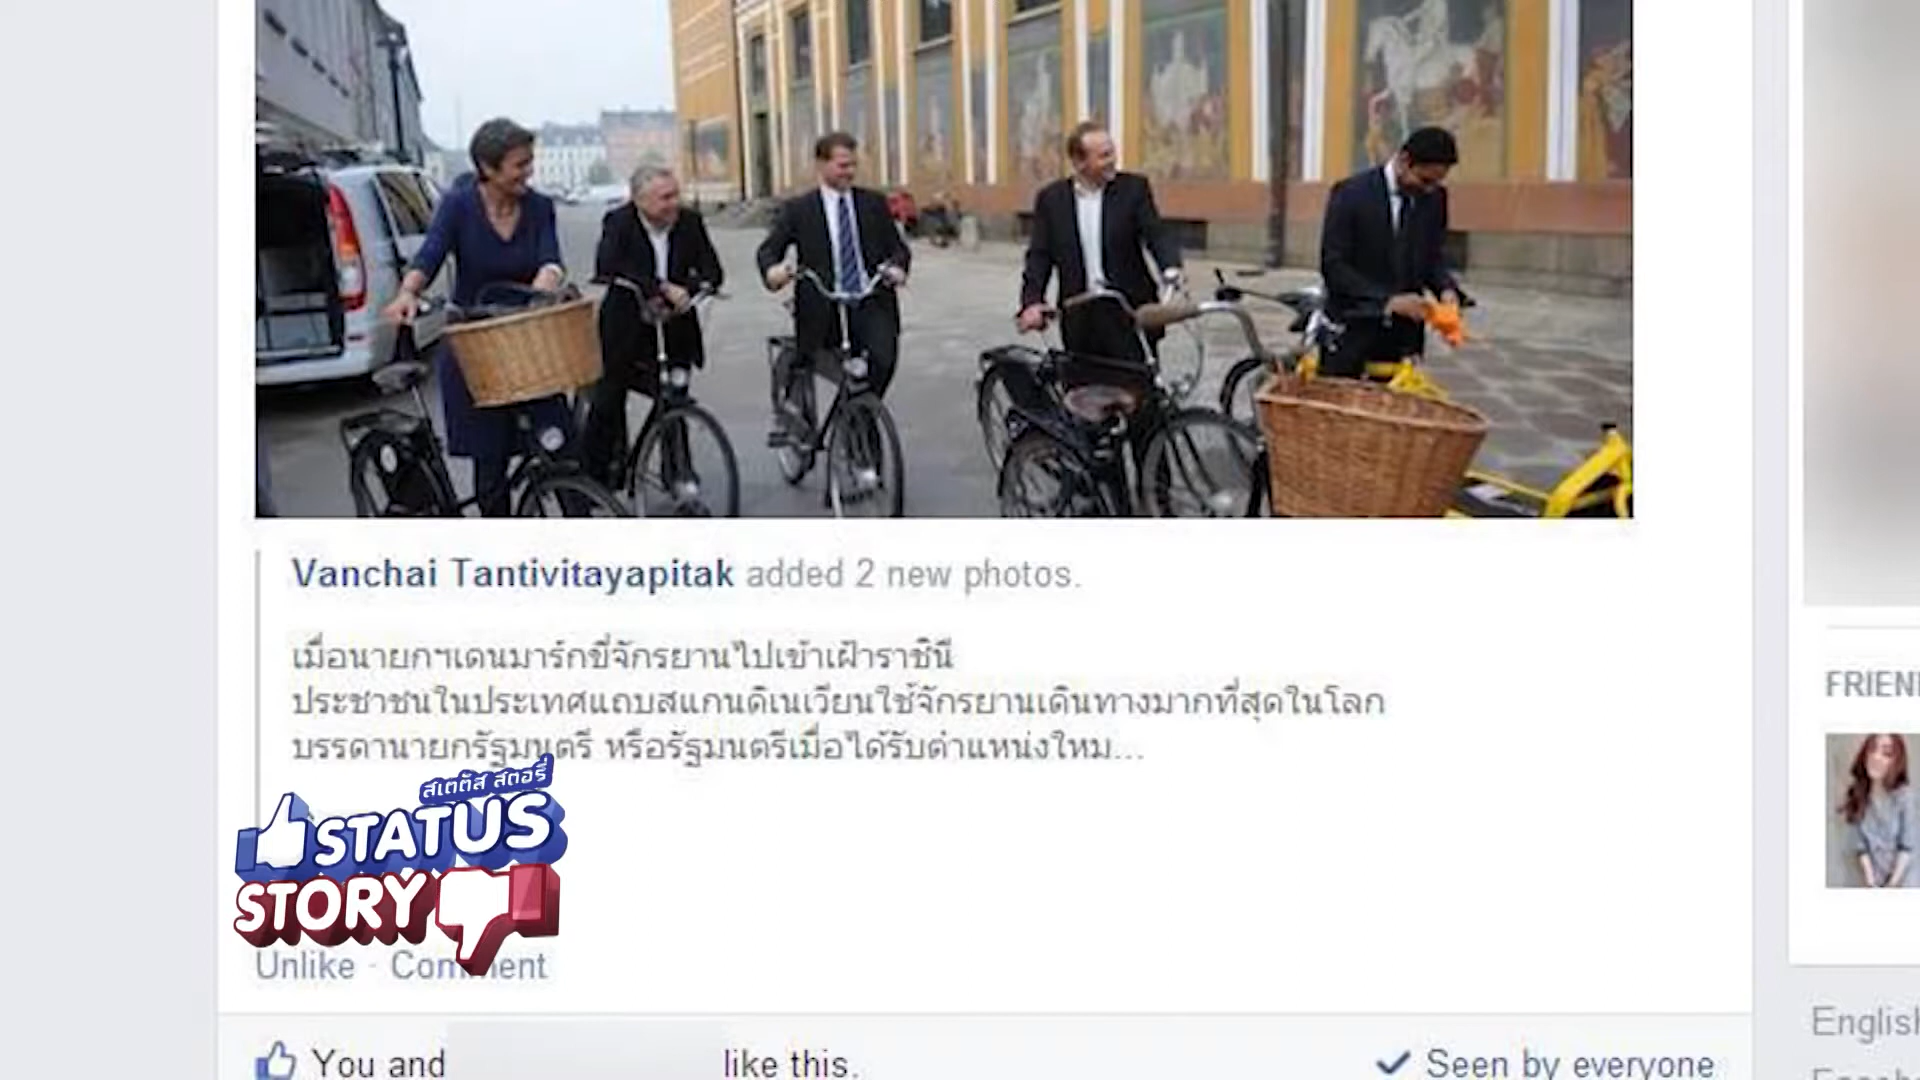 Vanchai Tantivitayapitak added 2 new photos.
เมื่อนายกฯเดนมาร์กขี่จักรยานไปเข้าเฝ้าราชินี
ประชาชนในประเทศแถบสแกนดิเนเวียนใช้จักรยานเดินทางมากที่สุดในโลก
บรรดานายกรัฐมนตรี หรือรัฐมนตรีเมื่อได้รับตำแหน่งใหม่...
สเตตัส สตอรี่
STATUS
STORY
Unlike · Comment
You and like this.
Seen by everyone
FRIEN
English